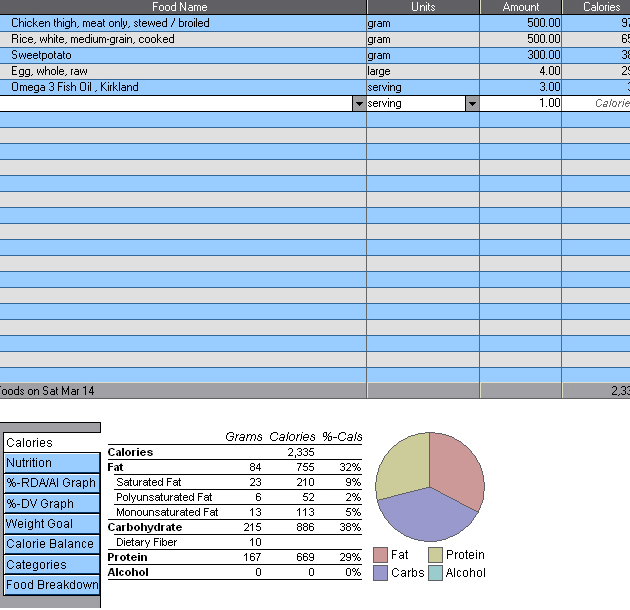 Food Name Units Amount Calories
Chicken thigh, meat only, stewed / broiled gram 500.00 97
Rice, white, medium-grain, cooked gram 500.00 65
Sweetpotato gram 300.00 38
Egg, whole, raw large 4.00 29
Omega 3 Fish Oil , Kirkland serving 3.00
serving 1.00 Calorie
Foods on Sat Mar 14 2,33
Grams Calories %-Cals
Calories 2,335
Fat 84 755 32%
Saturated Fat 23 210 9%
Polyunsaturated Fat 6 52 2%
Monounsaturated Fat 13 113 5%
Carbohydrate 215 886 38%
Dietary Fiber 10
Protein 167 669 29%
Alcohol 0 0 0%
Calories
Nutrition
%-RDA/AI Graph
%-DV Graph
Weight Goal
Calorie Balance
Categories
Food Breakdown
Fat Protein
Carbs Alcohol